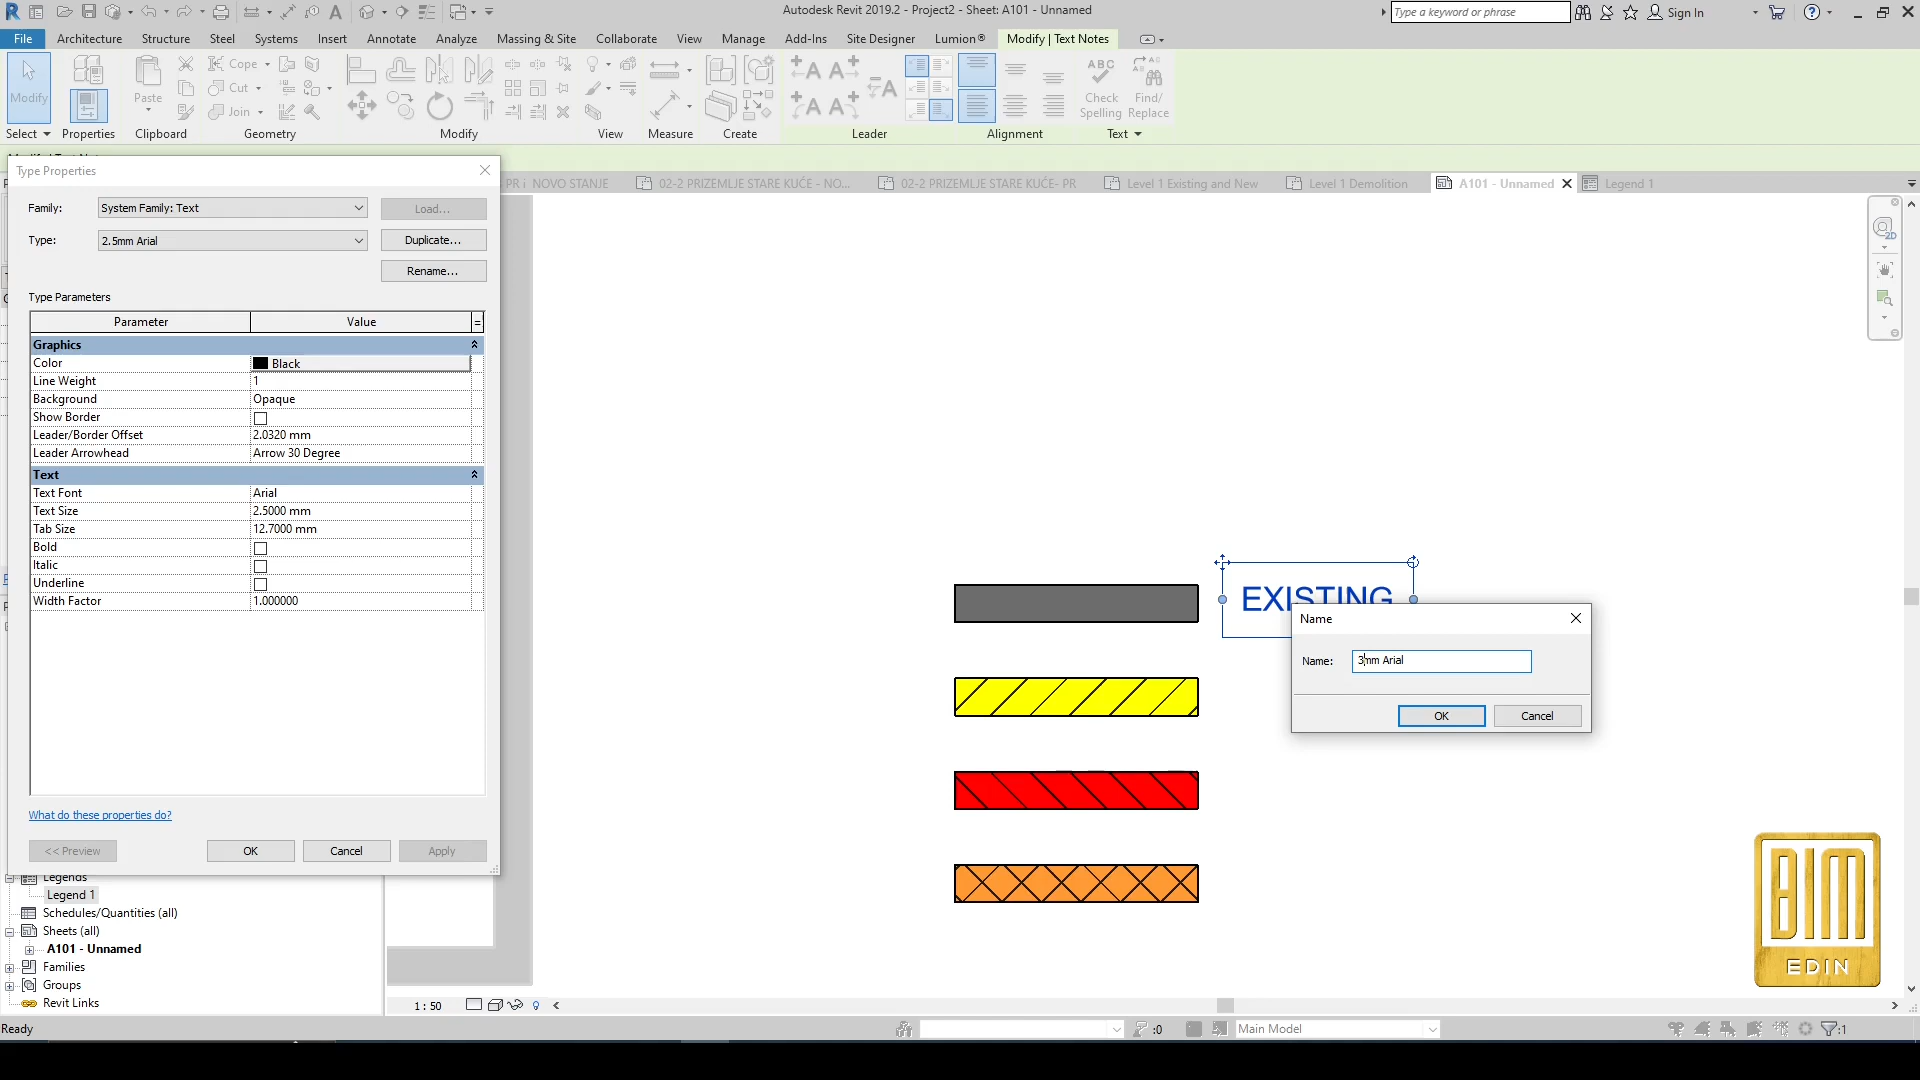 Autodesk Revit 2019.2 - Project2 - Sheet: A101 - Unnamed
Type a keyword or phrase
Sign In
File Architecture Structure Steel Systems Insert Annotate Analyze Massing & Site Collaborate View Manage Add-Ins Site Designer Lumion® Modify | Text Notes
Modify
Paste
Cope
Cut
Join
Check Spelling
Find/ Replace
Select Properties Clipboard Geometry Modify View Measure Create Leader Alignment Text
PR i NOVO STANJE
02-2 PRIZEMLJE STARE KUĆE - NO...
02-2 PRIZEMLJE STARE KUĆE- PR
Level 1 Existing and New
Level 1 Demolition
A101 - Unnamed
Legend 1
Type Properties
Family: System Family: Text Load...
Type: 2.5mm Arial Duplicate...
Rename...
Type Parameters
Parameter Value =
Graphics
Color Black
Line Weight 1
Background Opaque
Show Border
Leader/Border Offset 2.0320 mm
Leader Arrowhead Arrow 30 Degree
Text
Text Font Arial
Text Size 2.5000 mm
Tab Size 12.7000 mm
Bold
Italic
Underline
Width Factor 1.000000
What do these properties do?
<< Preview OK Cancel Apply
EXISTING
Name
Name: 3mm Arial
OK Cancel
Legends
Legend 1
Schedules/Quantities (all)
Sheets (all)
A101 - Unnamed
Families
Groups
Revit Links
1 : 50
2D
BIM
EDIN
Ready
:0
Main Model
:1